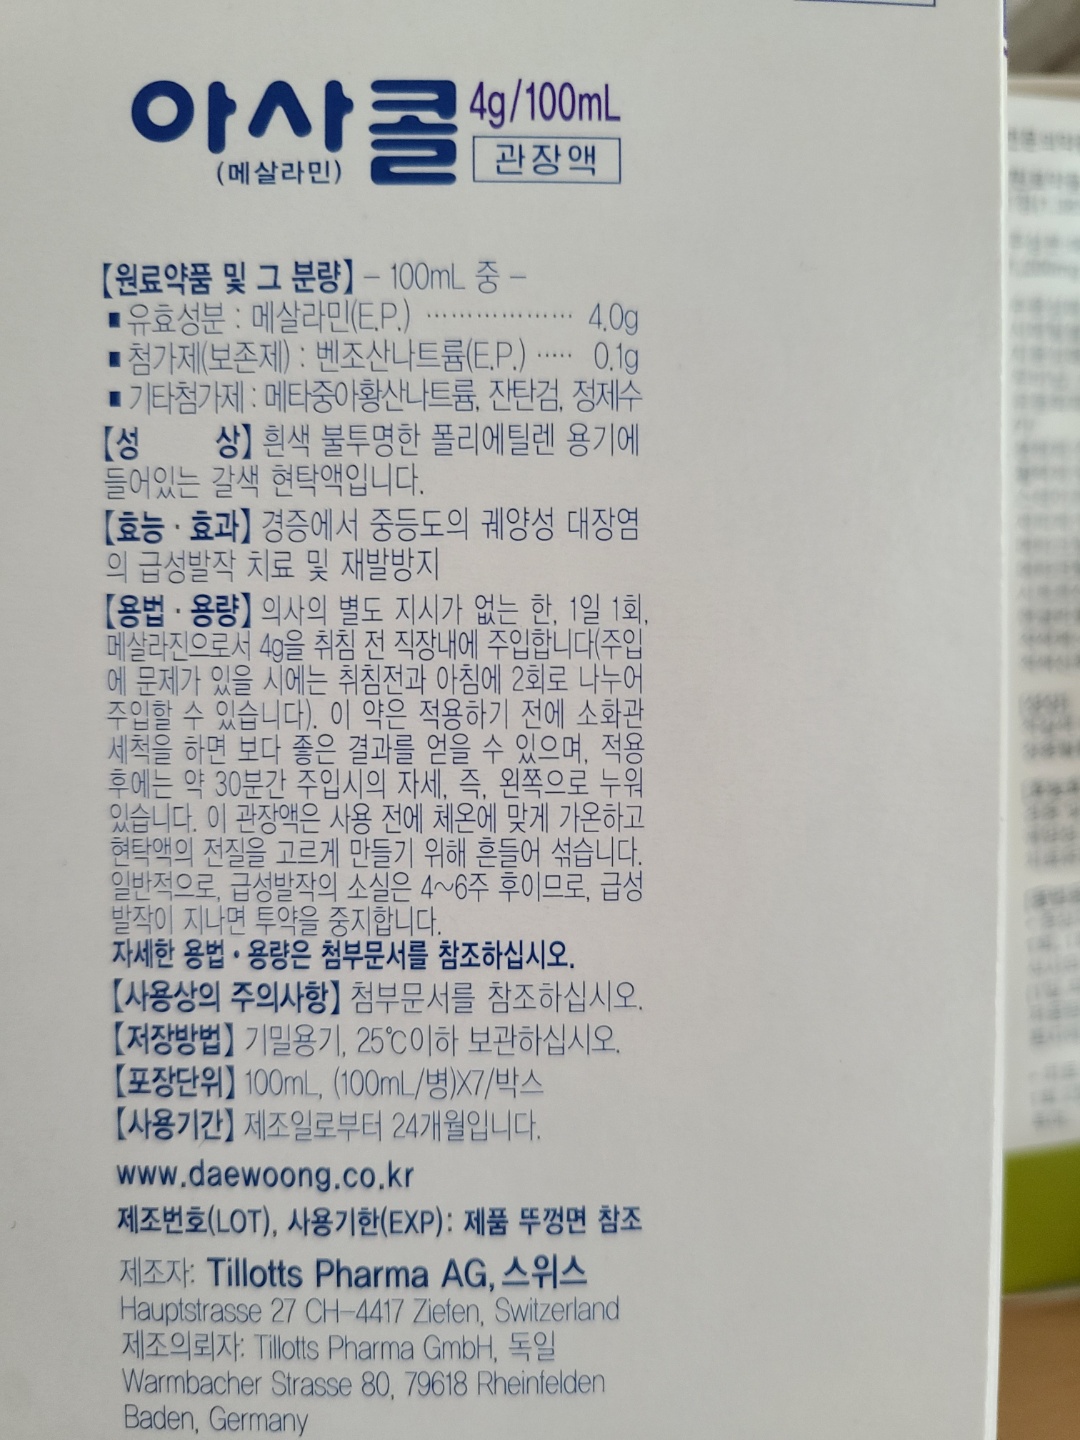 아사콜 4g/100mL
(메살라민) 관장액
【원료약품 및 그 분량】 – 100mL 중 –
■ 유효성분 : 메살라민(E.P.) ⋯⋯⋯⋯⋯⋯ 4.0g
■ 첨가제(보존제) : 벤조산나트륨(E.P.) ⋯⋯ 0.1g
■ 기타첨가제 : 메타중아황산나트륨, 잔탄검, 정제수
【성 상】 흰색 불투명한 폴리에틸렌 용기에
들어있는 갈색 현탁액입니다.
【효능 · 효과】 경증에서 중등도의 궤양성 대장염
의 급성발작 치료 및 재발방지
【용법 · 용량】 의사의 별도 지시가 없는 한, 1일 1회,
메살라진으로서 4g을 취침 전 직장내에 주입합니다(주입
에 문제가 있을 시에는 취침전과 아침에 2회로 나누어
주입할 수 있습니다). 이 약은 적용하기 전에 소화관
세척을 하면 보다 좋은 결과를 얻을 수 있으며, 적용
후에는 약 30분간 주입시의 자세, 즉, 왼쪽으로 누워
있습니다. 이 관장액은 사용 전에 체온에 맞게 가온하고
현탁액의 전질을 고르게 만들기 위해 흔들어 섞습니다.
일반적으로, 급성발작의 소실은 4~6주 후이므로, 급성
발작이 지나면 투약을 중지합니다.
자세한 용법 · 용량은 첨부문서를 참조하십시오.
【사용상의 주의사항】 첨부문서를 참조하십시오.
【저장방법】 기밀용기, 25℃이하 보관하십시오.
【포장단위】 100mL, (100mL/병)X7/박스
【사용기간】 제조일로부터 24개월입니다.
www.daewoong.co.kr
제조번호(LOT), 사용기한(EXP) : 제품 뚜껑면 참조
제조자: Tillotts Pharma AG, 스위스
Hauptstrasse 27 CH-4417 Ziefen, Switzerland
제조의뢰자: Tillotts Pharma GmbH, 독일
Warmbacher Strasse 80, 79618 Rheinfelden
Baden, Germany